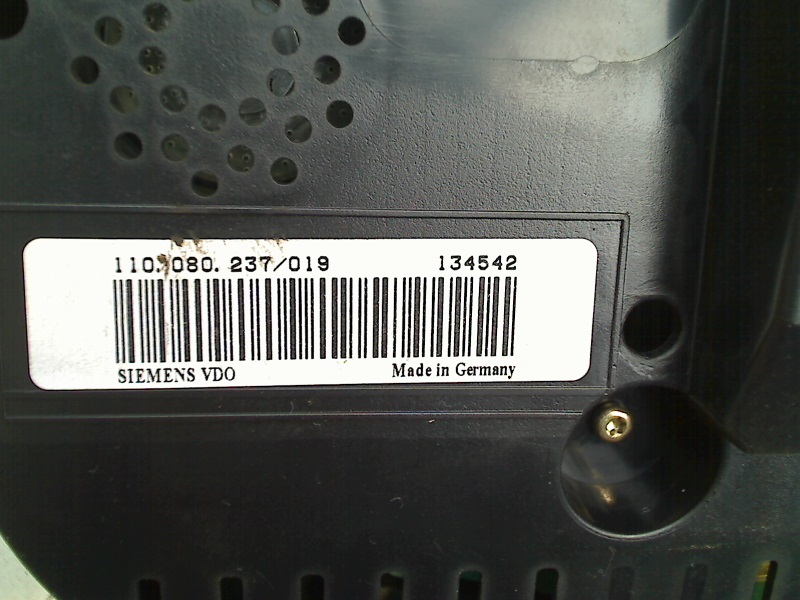 110.080.237/019 134542
SIEMENS VDO Made in Germany